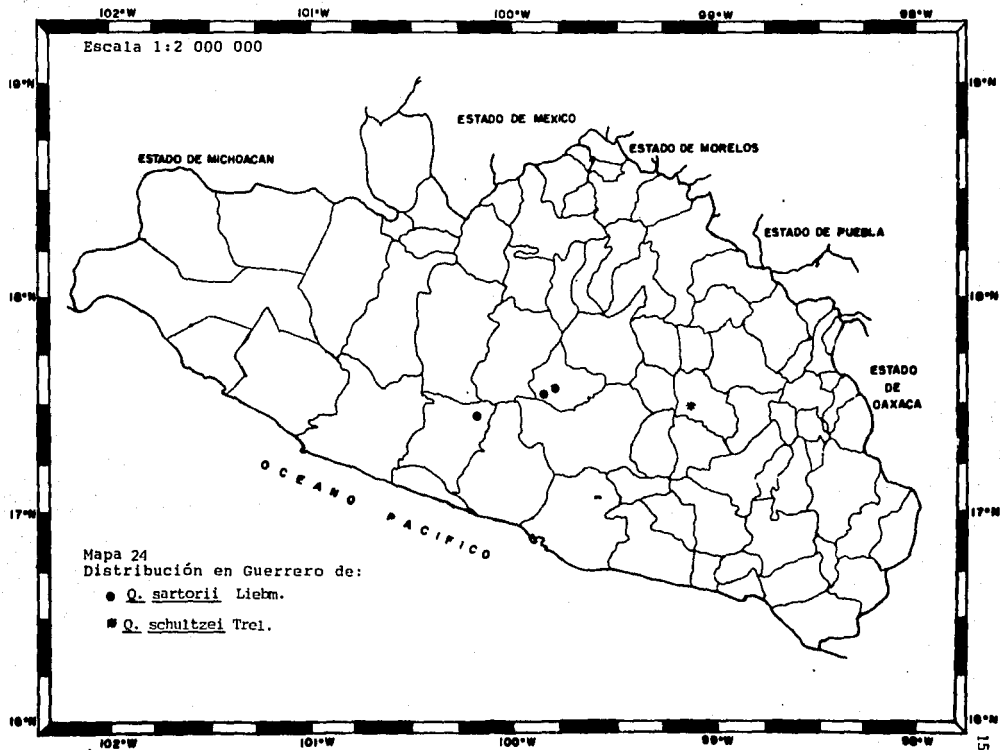 102°W 101°W 100°W 99°W 98°W
Escala 1:2 000 000
19°N 19°N
ESTADO DE MEXICO
ESTADO DE MORELOS
ESTADO DE MICHOACAN
ESTADO DE PUEBLA
18°N 18°N
ESTADO
DE
OAXACA
OCEANO PACIFICO
17°N 17°N
Mapa 24
Distribución en Guerrero de:
● Q. sartorii Liebm.
* Q. schultzei Trel.
16°N 16°N
102°W 101°W 100°W 99°W 98°W